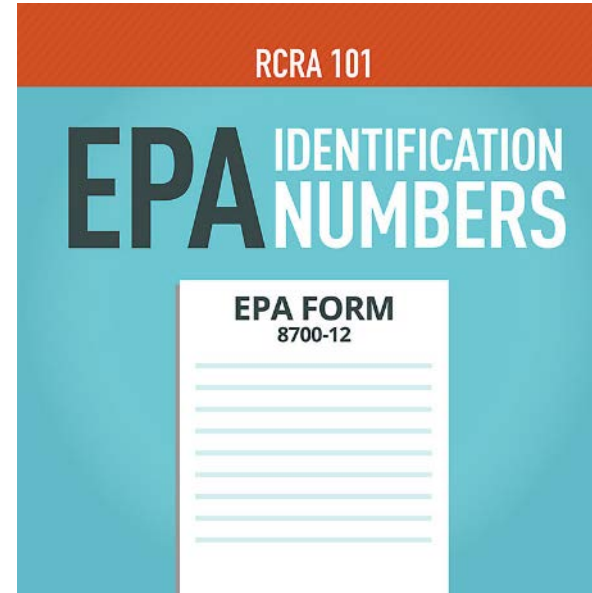 RCRA 101
EPA IDENTIFICATION
NUMBERS
EPA FORM
8700-12